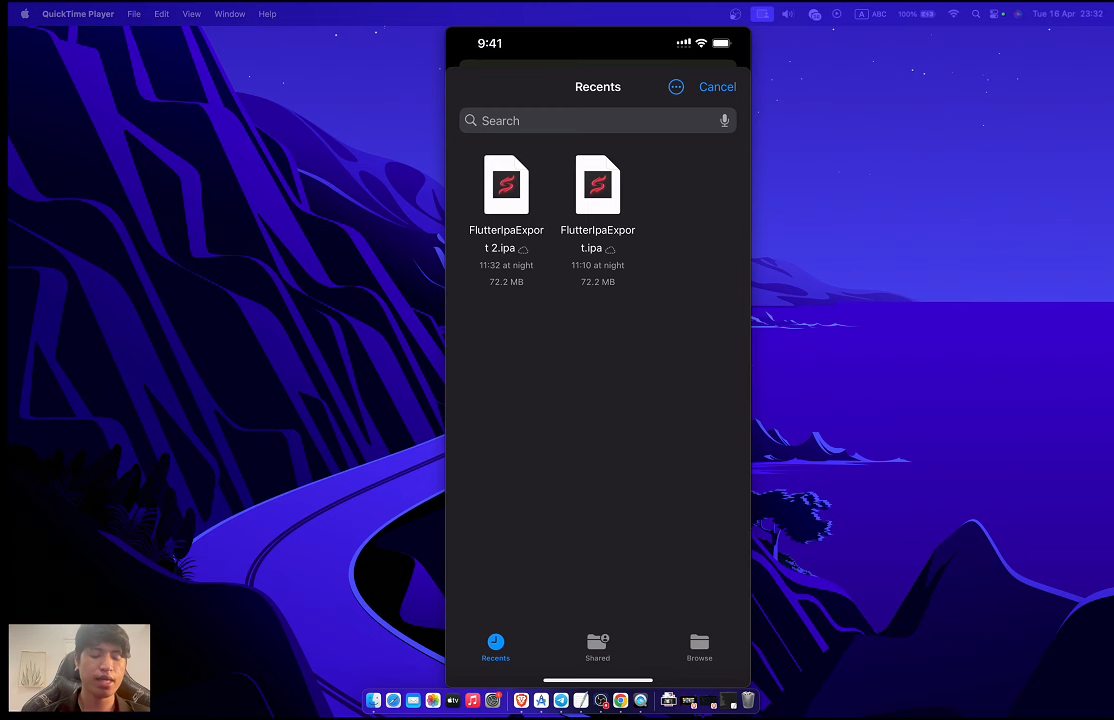 QuickTime Player File Edit View Window Help
A ABC 100% Tue 16 Apr 23:32
9:41
Recents
Cancel
Search
FlutterIpaExpor
t 2.ipa
11:32 at night
72.2 MB
FlutterIpaExpor
t.ipa
11:10 at night
72.2 MB
Recents
Shared
Browse
tv